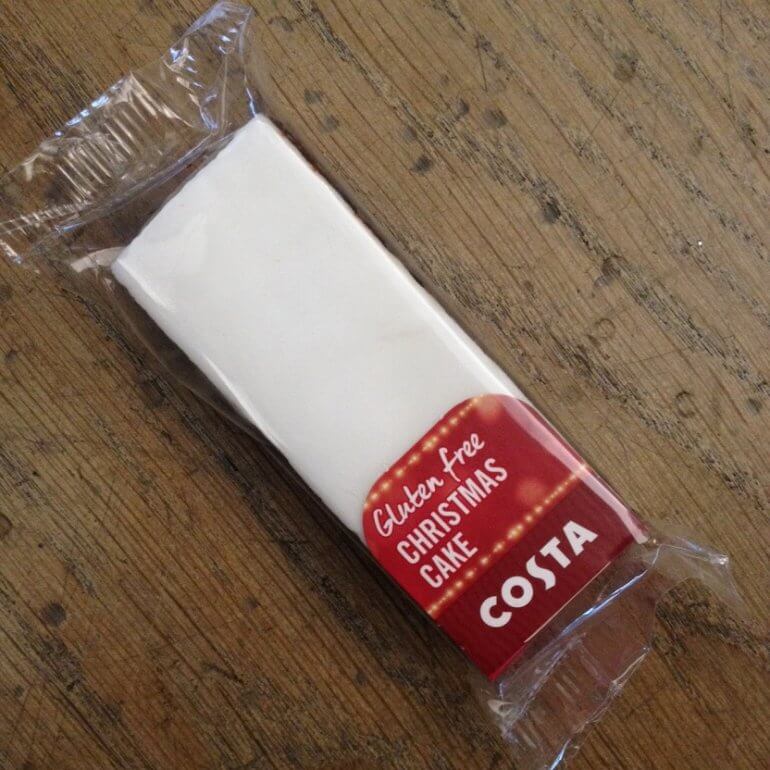 Gluten free
CHRISTMAS
CAKE
COSTA